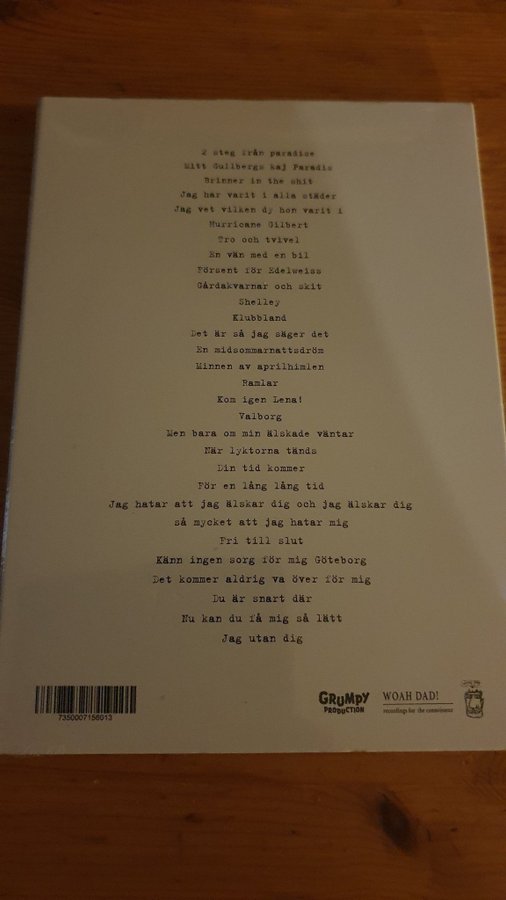 2 steg från paradise
Mitt Gullbergs kaj Paradis
Brinner in the shit
Jag har varit i alla städer
Jag vet vilken dy hon varit i
Hurricane Gilbert
Tro och tvivel
En vän med en bil
Försent för Edelweiss
Gårdakvarnar och skit
Shelley
Klubbland
Det är så jag säger det
En midsommarnattsdröm
Minnen av aprilhimlen
Ramlar
Kom igen Lena!
Valborg
Men bara om min älskade väntar
När lyktorna tänds
Din tid kommer
För en lång lång tid
Jag hatar att jag älskar dig och jag älskar dig
så mycket att jag hatar mig
Fri till slut
Känn ingen sorg för mig Göteborg
Det kommer aldrig va över för mig
Du är snart där
Nu kan du få mig så lätt
Jag utan dig
7350007158013
GRUMPY
PRODUCTION
WOAH DAD!
recordings for the connoisseur